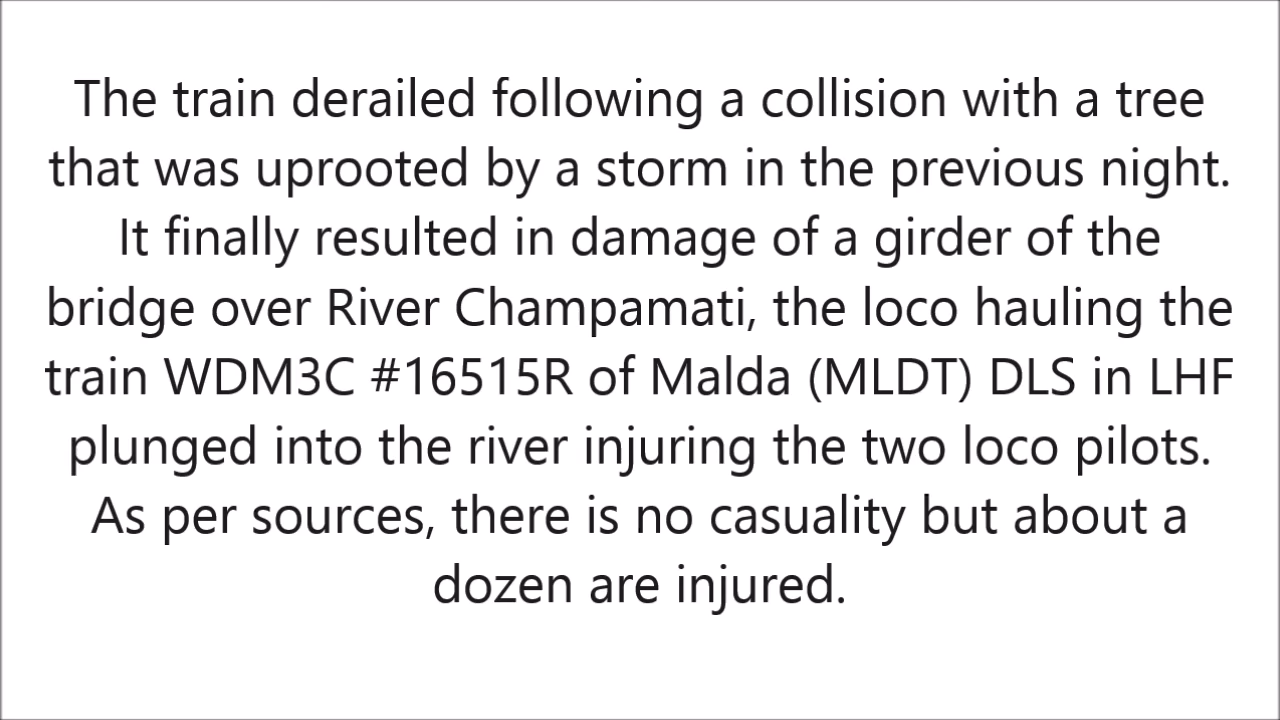 The train derailed following a collision with a tree
that was uprooted by a storm in the previous night.
It finally resulted in damage of a girder of the
bridge over River Champamati, the loco hauling the
train WDM3C #16515R of Malda (MLDT) DLS in LHF
plunged into the river injuring the two loco pilots.
As per sources, there is no casuality but about a
dozen are injured.